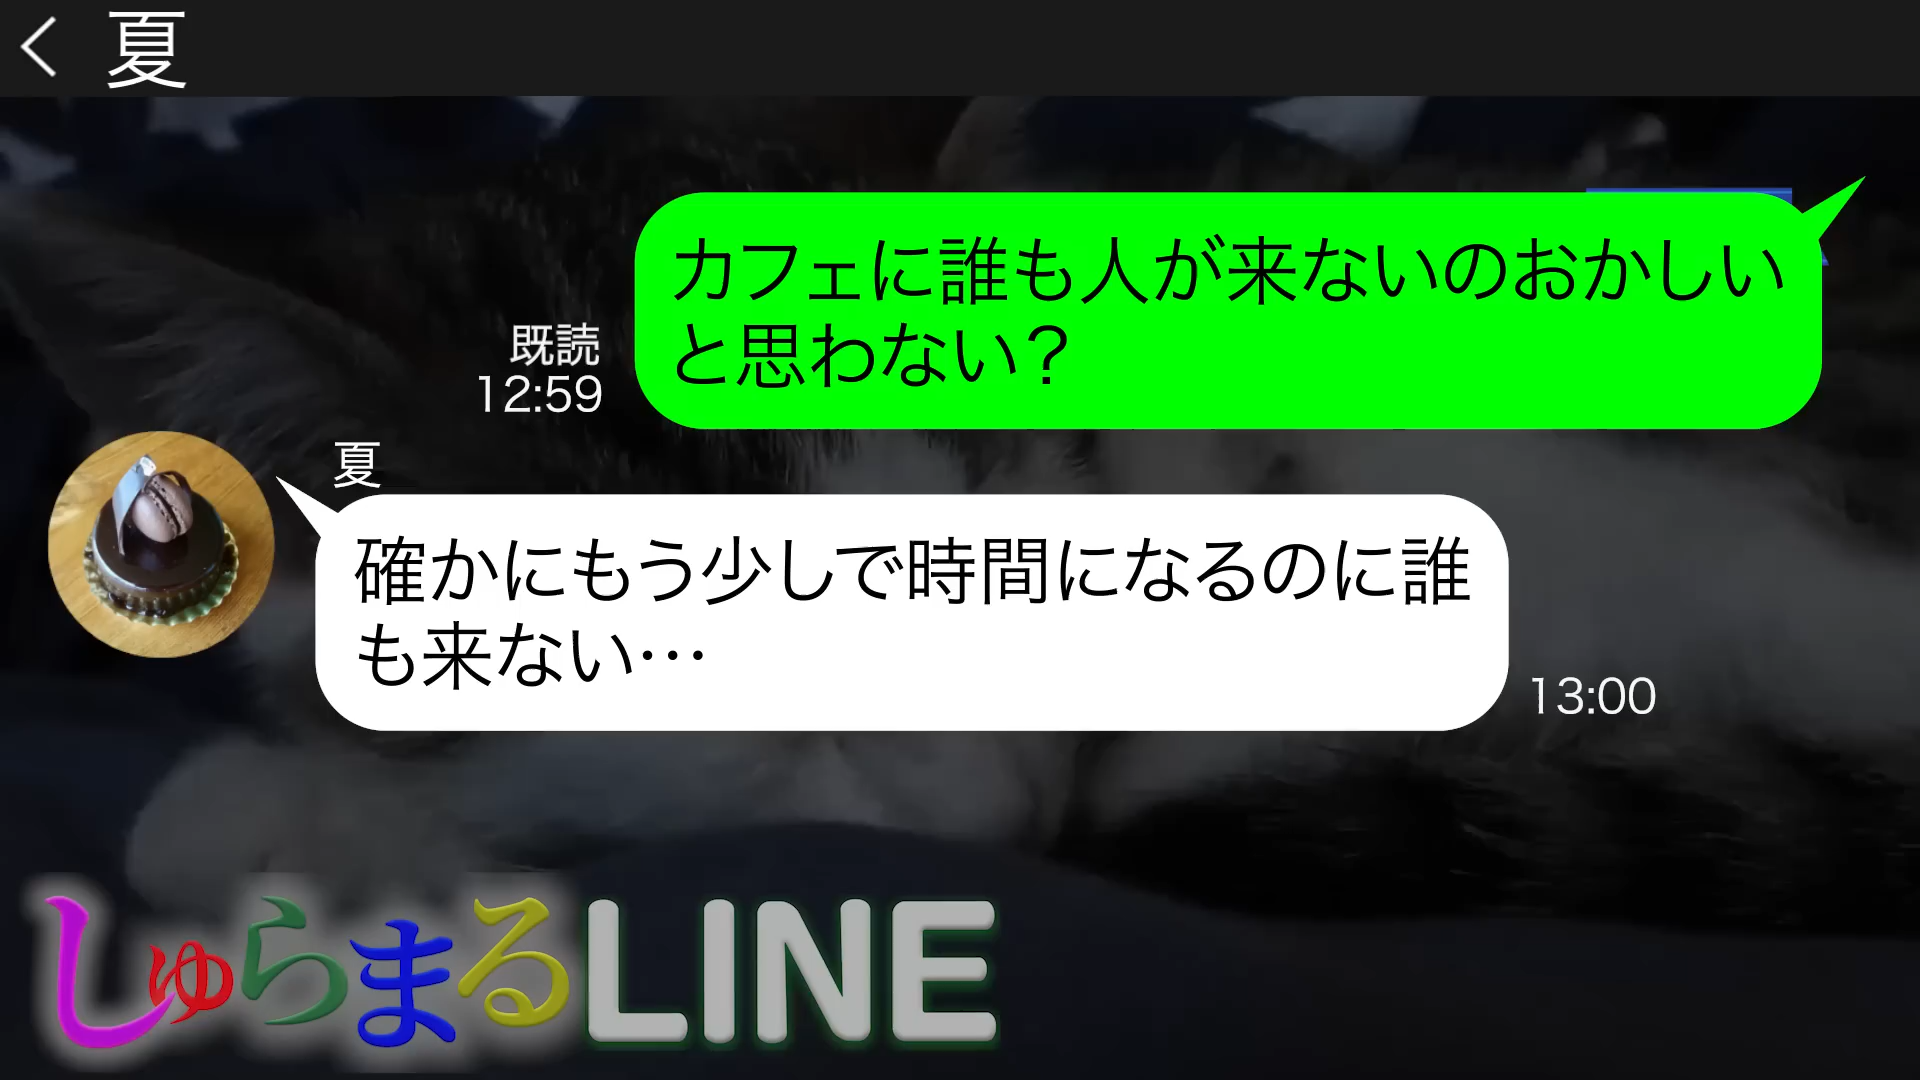 夏
カフェに誰も人が来ないのおかしい
と思わない？
既読
12:59
夏
確かにもう少しで時間になるのに誰
も来ない…
13:00
しゅらまるLINE